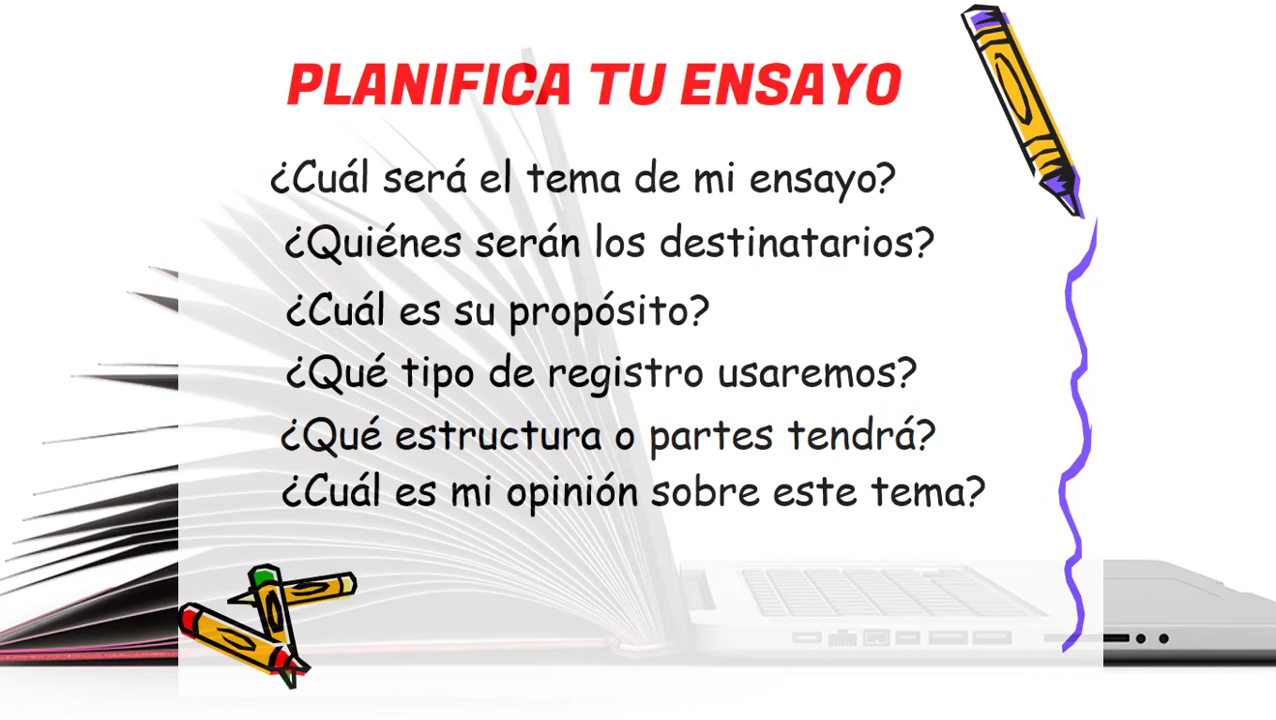 PLANIFICA TU ENSAYO
¿Cuál será el tema de mi ensayo?
¿Quiénes serán los destinatarios?
¿Cuál es su propósito?
¿Qué tipo de registro usaremos?
¿Qué estructura o partes tendrá?
¿Cuál es mi opinión sobre este tema?